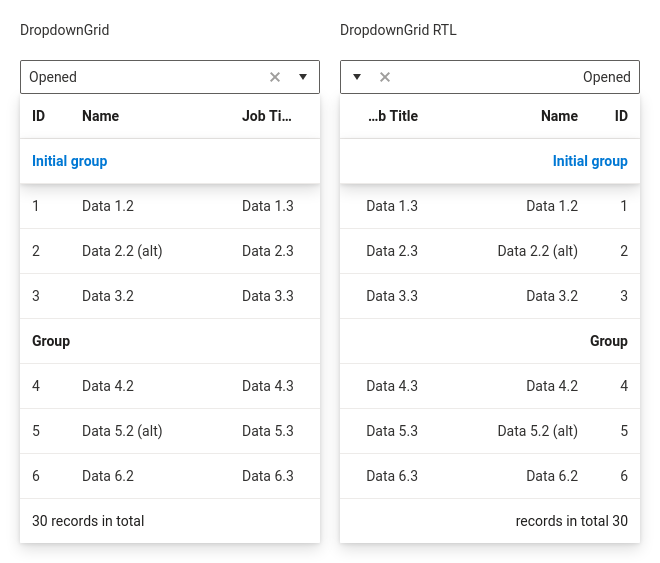 DropdownGrid
Opened
ID Name Job Ti...
Initial group
1 Data 1.2 Data 1.3
2 Data 2.2 (alt) Data 2.3
3 Data 3.2 Data 3.3
Group
4 Data 4.2 Data 4.3
5 Data 5.2 (alt) Data 5.3
6 Data 6.2 Data 6.3
30 records in total
DropdownGrid RTL
Opened
...b Title Name ID
Initial group
Data 1.3 Data 1.2 1
Data 2.3 Data 2.2 (alt) 2
Data 3.3 Data 3.2 3
Group
Data 4.3 Data 4.2 4
Data 5.3 Data 5.2 (alt) 5
Data 6.3 Data 6.2 6
records in total 30